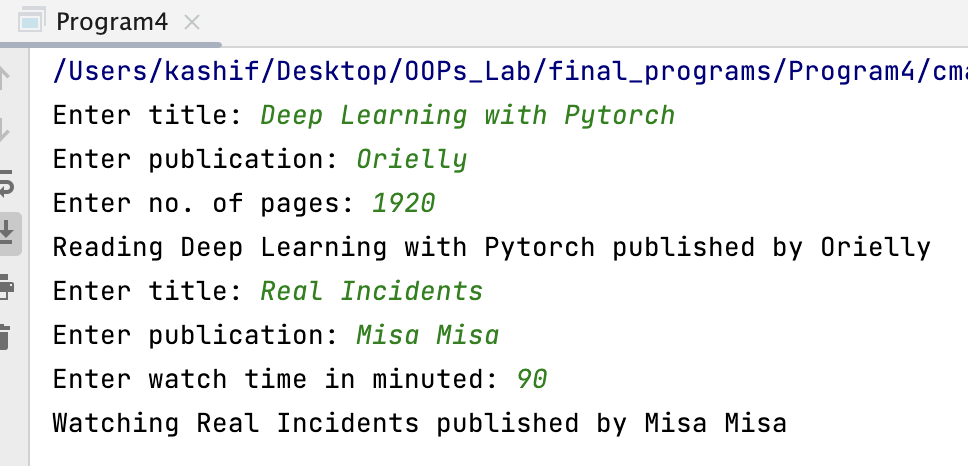 Program4
/Users/kashif/Desktop/OOPs_Lab/final_programs/Program4/cma
Enter title: Deep Learning with Pytorch
Enter publication: Orielly
Enter no. of pages: 1920
Reading Deep Learning with Pytorch published by Orielly
Enter title: Real Incidents
Enter publication: Misa Misa
Enter watch time in minuted: 90
Watching Real Incidents published by Misa Misa